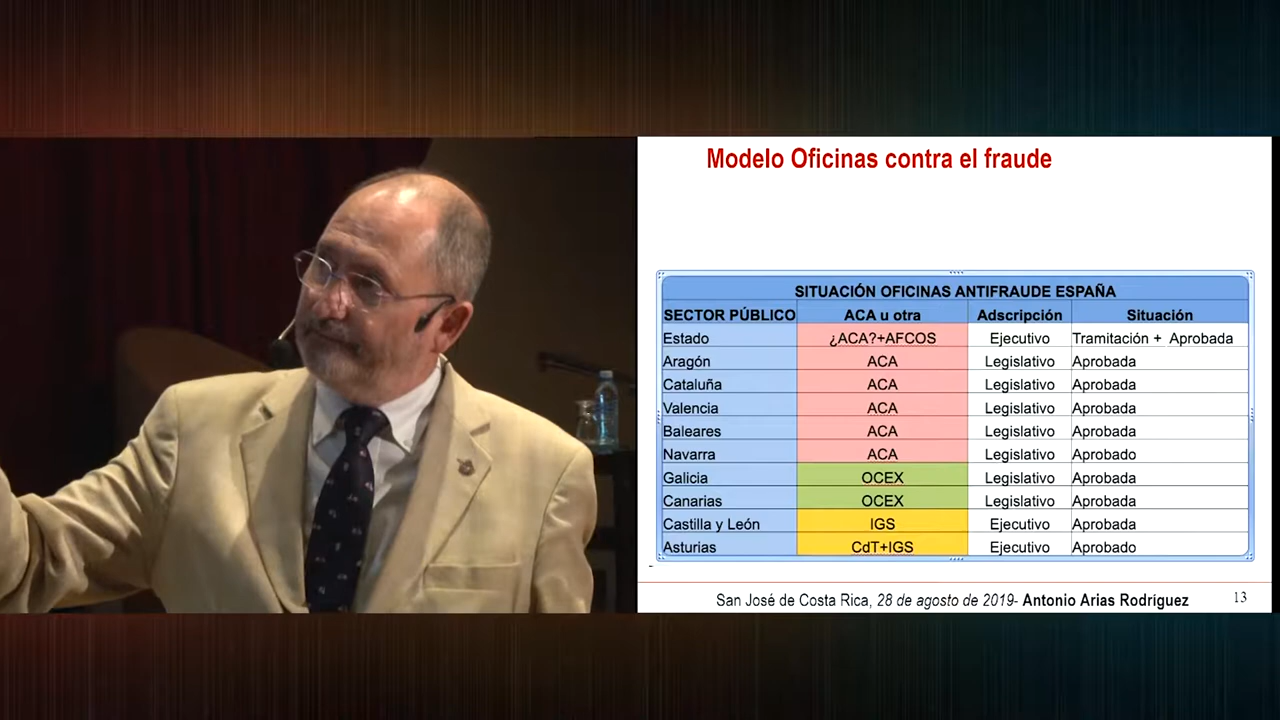 Modelo Oficinas contra el fraude
SITUACIÓN OFICINAS ANTIFRAUDE ESPAÑA
SECTOR PÚBLICO ACA u otra Adscripción Situación
Estado ¿ACA?+AFCOS Ejecutivo Tramitación + Aprobada
Aragón ACA Legislativo Aprobada
Cataluña ACA Legislativo Aprobada
Valencia ACA Legislativo Aprobada
Baleares ACA Legislativo Aprobada
Navarra ACA Legislativo Aprobado
Galicia OCEX Legislativo Aprobada
Canarias OCEX Legislativo Aprobada
Castilla y León IGS Ejecutivo Aprobada
Asturias CdT+IGS Ejecutivo Aprobado
San José de Costa Rica, 28 de agosto de 2019- Antonio Arias Rodríguez 13